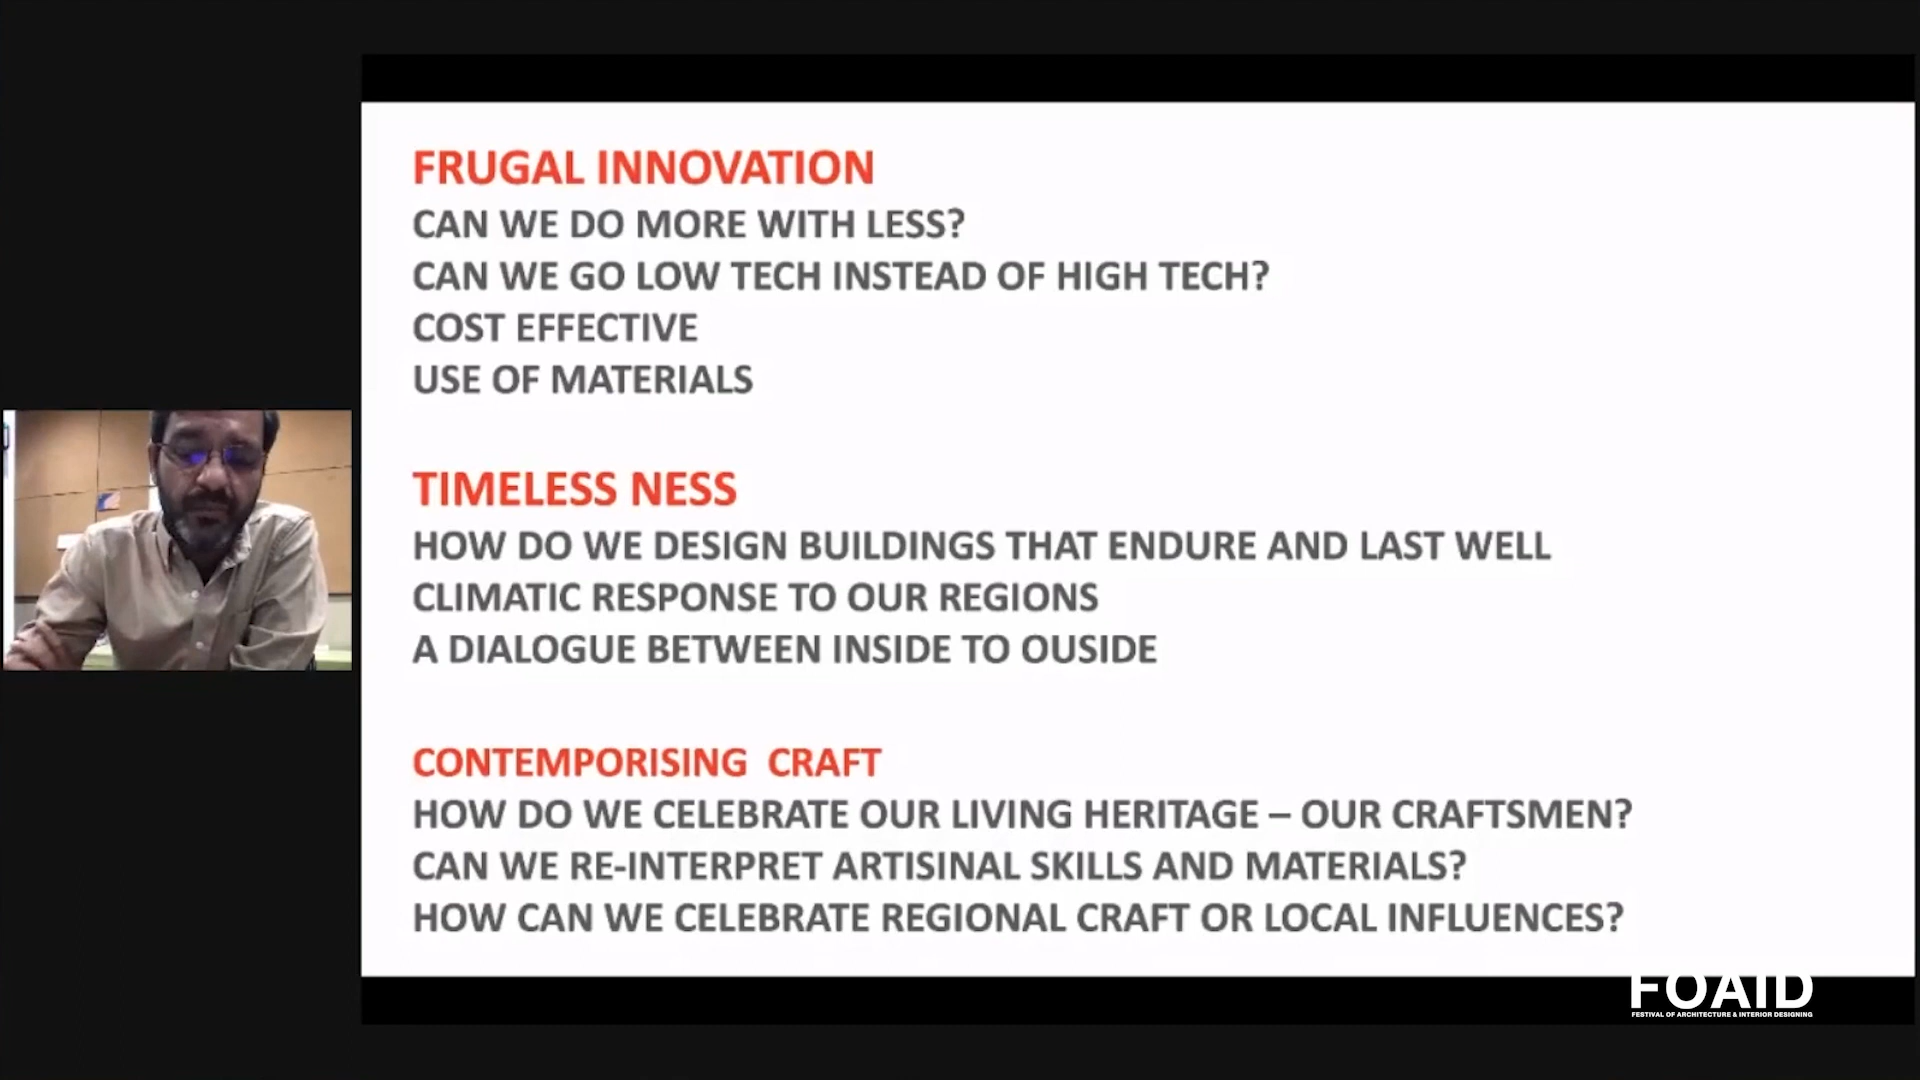 FRUGAL INNOVATION
CAN WE DO MORE WITH LESS?
CAN WE GO LOW TECH INSTEAD OF HIGH TECH?
COST EFFECTIVE
USE OF MATERIALS
TIMELESS NESS
HOW DO WE DESIGN BUILDINGS THAT ENDURE AND LAST WELL
CLIMATIC RESPONSE TO OUR REGIONS
A DIALOGUE BETWEEN INSIDE TO OUSIDE
CONTEMPORISING CRAFT
HOW DO WE CELEBRATE OUR LIVING HERITAGE – OUR CRAFTSMEN?
CAN WE RE-INTERPRET ARTISINAL SKILLS AND MATERIALS?
HOW CAN WE CELEBRATE REGIONAL CRAFT OR LOCAL INFLUENCES?
FOAID
FESTIVAL OF ARCHITECTURE & INTERIOR DESIGNING